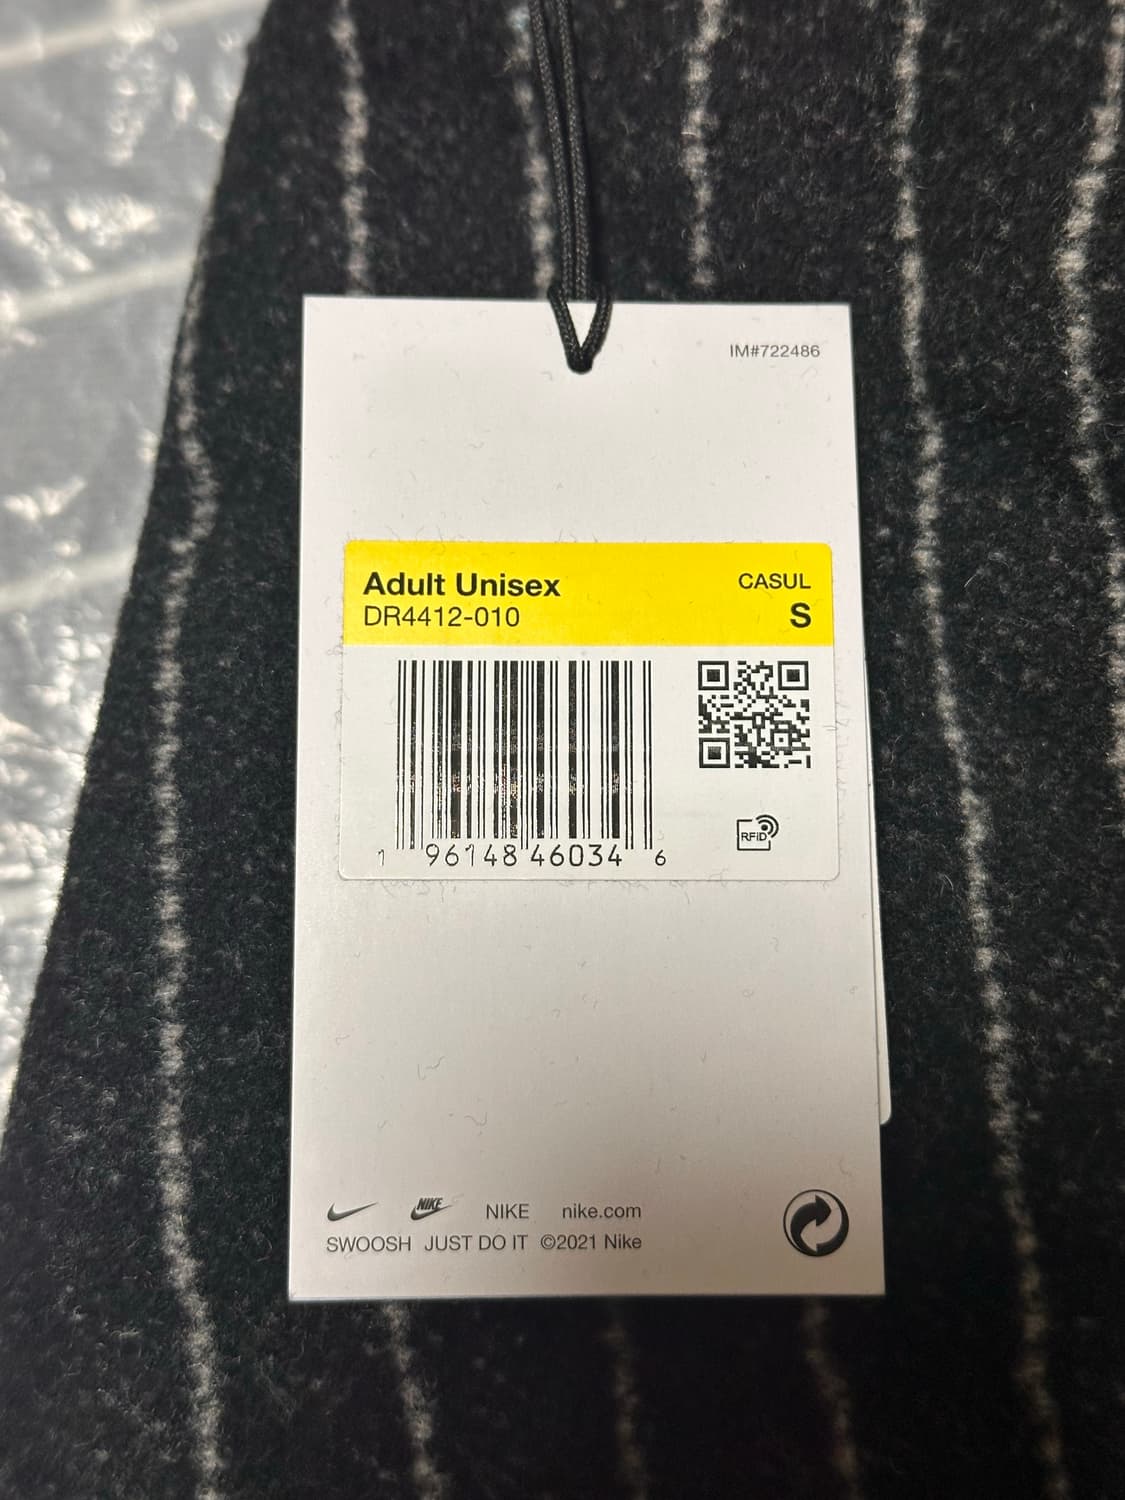 IM#722486
Adult Unisex
CASUL
DR4412-010
S
1 96148 46034 6
RFID
NIKE NIKE nike.com
SWOOSH JUST DO IT ©2021 Nike